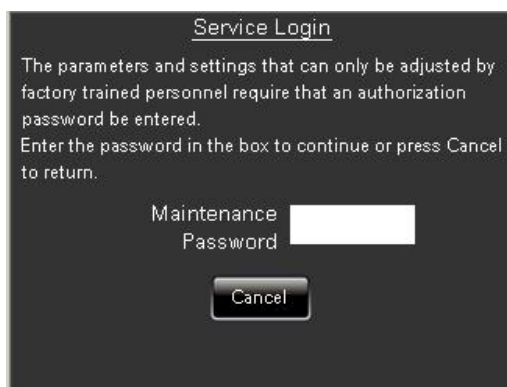 Service Login
The parameters and settings that can only be adjusted by
factory trained personnel require that an authorization
password be entered.
Enter the password in the box to continue or press Cancel
to return.
Maintenance
Password
Cancel